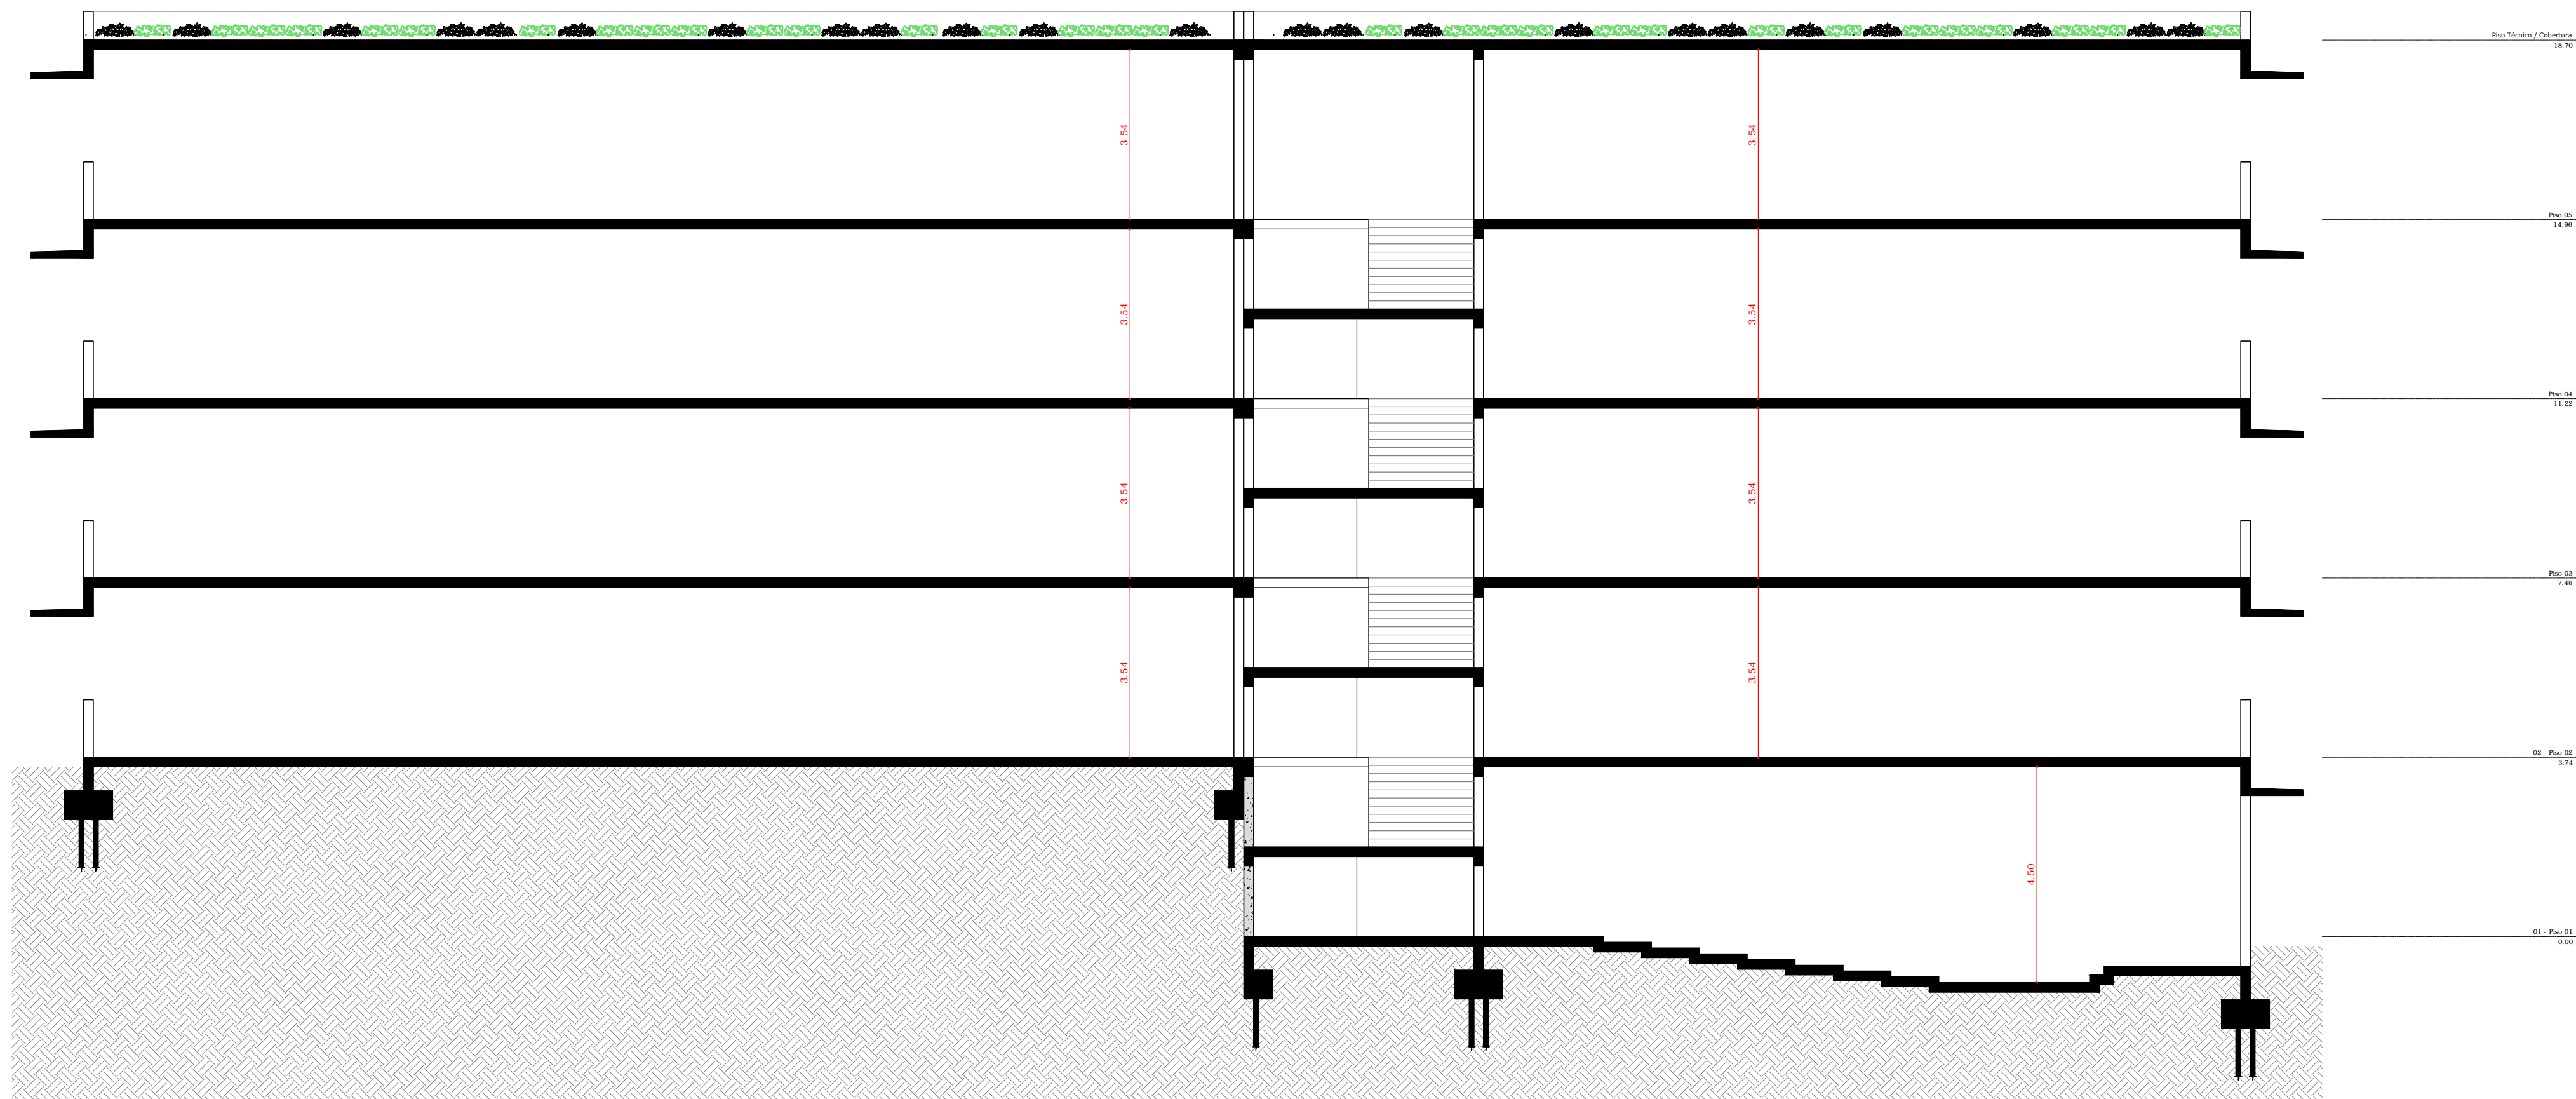 Piso Técnico / Cobertura
18,70
3.54
3.54
Piso 05
14.96
3.54
3.54
Piso 04
11.22
3.54
3.54
Piso 03
7.48
3.54
3.54
02 - Piso 02
3.74
4.50
01 - Piso 01
0.00